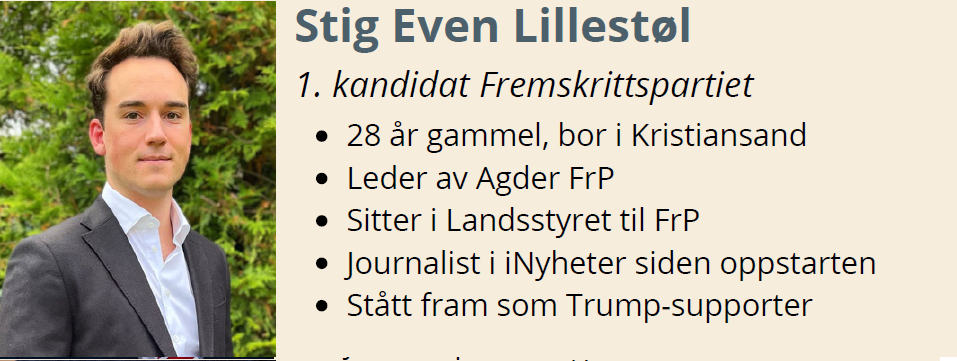 Stig Even Lillestøl
1. kandidat Fremskrittspartiet
• 28 år gammel, bor i Kristiansand
• Leder av Agder FrP
• Sitter i Landsstyret til FrP
• Journalist i iNyheter siden oppstarten
• Stått fram som Trump-supporter